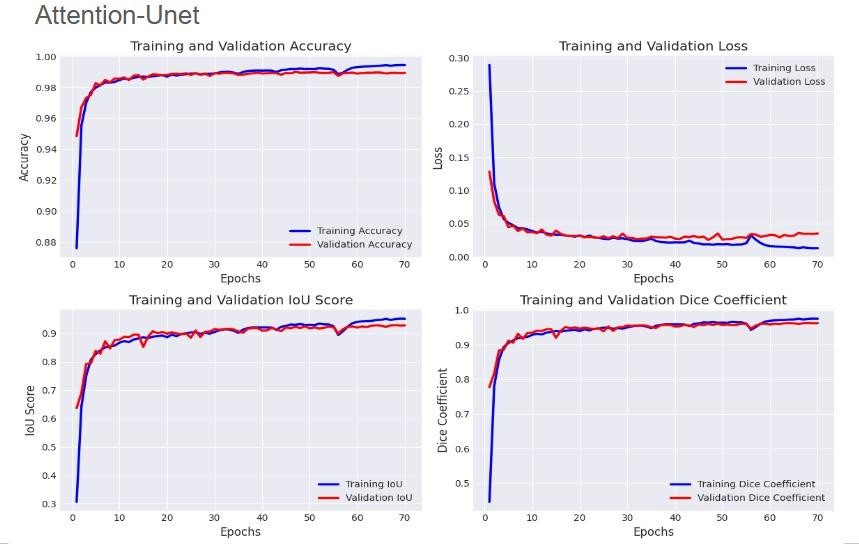 Attention-Unet
Training and Validation Accuracy
1.00
0.98
0.96
0.94
0.92
0.90
0.88
Accuracy
Training Accuracy
Validation Accuracy
0 10 20 30 40 50 60 70
Epochs
Training and Validation Loss
0.30
0.25
0.20
0.15
0.10
0.05
0.00
Loss
Training Loss
Validation Loss
0 10 20 30 40 50 60 70
Epochs
Training and Validation IoU Score
0.9
0.8
0.7
0.6
0.5
0.4
0.3
IoU Score
Training IoU
Validation IoU
0 10 20 30 40 50 60 70
Epochs
Training and Validation Dice Coefficient
1.0
0.9
0.8
0.7
0.6
0.5
Dice Coefficient
Training Dice Coefficient
Validation Dice Coefficient
0 10 20 30 40 50 60 70
Epochs